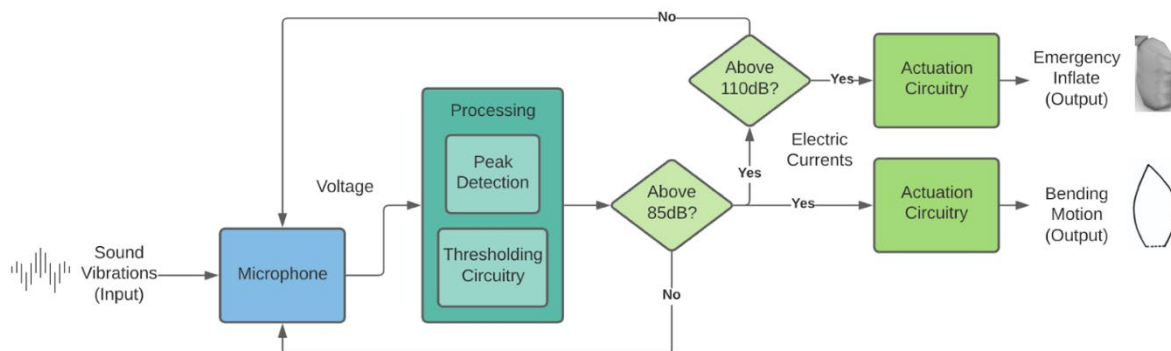 No
Above
110dB?
Yes
Actuation
Circuitry
Emergency
Inflate
(Output)
Processing
Peak
Detection
Thresholding
Circuitry
Voltage
Electric
Currents
Yes
Above
85dB?
Yes
Actuation
Circuitry
Bending
Motion
(Output)
Sound
Vibrations
(Input)
Microphone
No